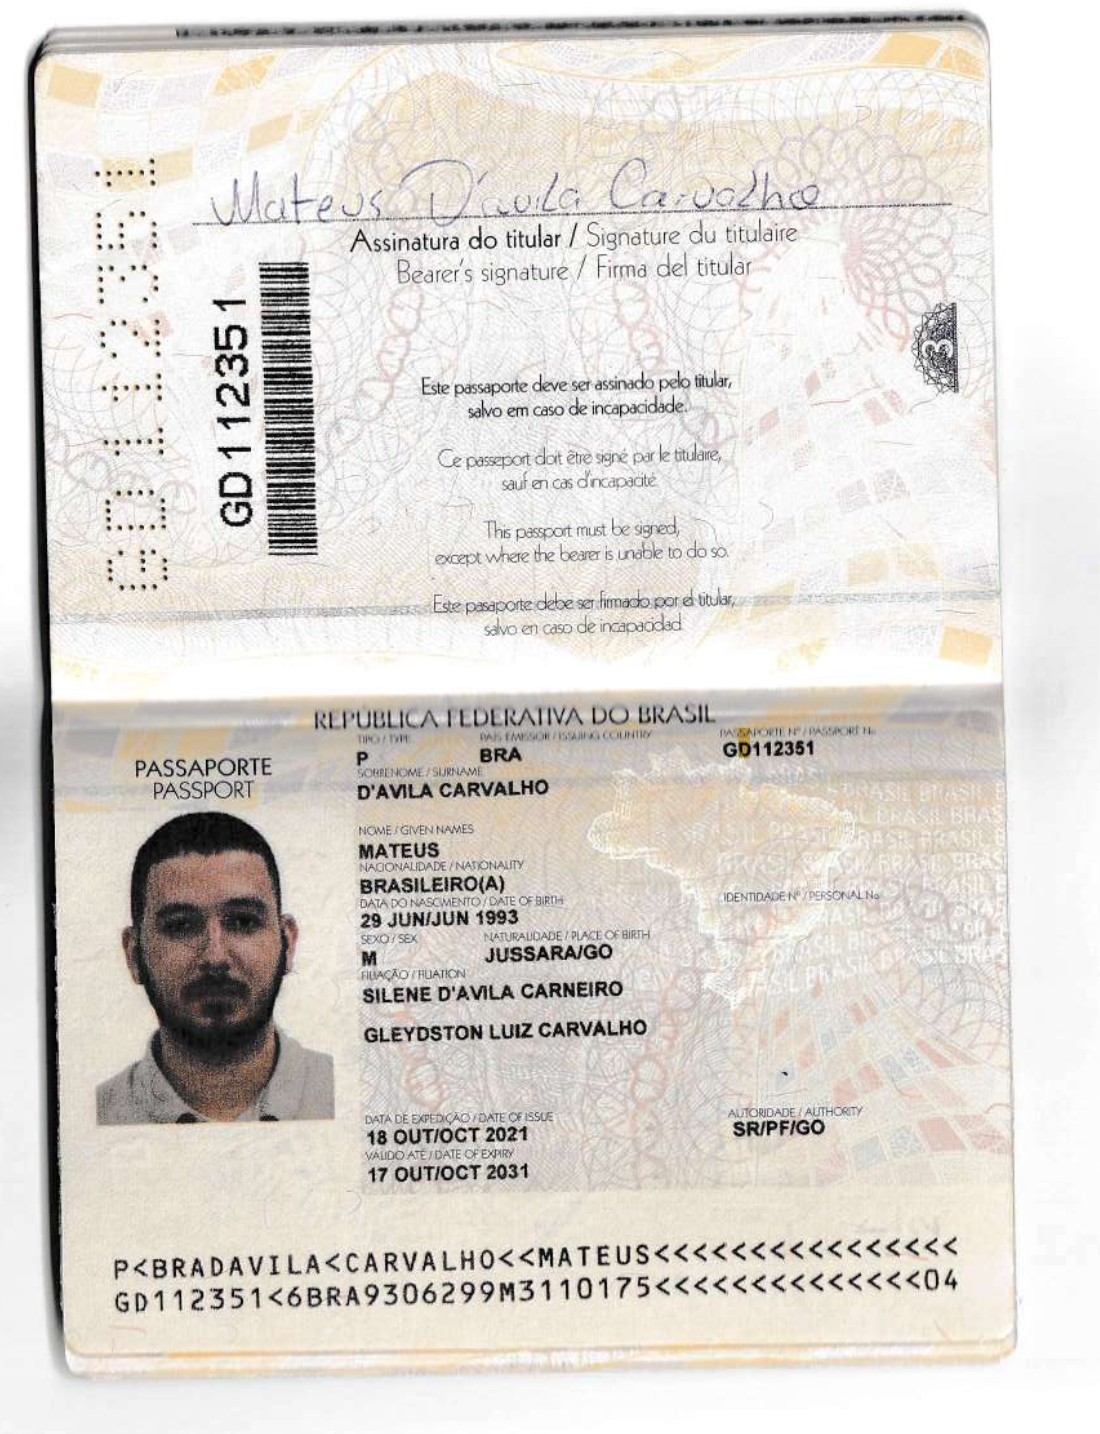 GD112351
Mateus D'avila Carvalho
Assinatura do titular / Signature du titulaire
Bearer's signature / Firma del titular
GD112351
3
Este passaporte deve ser assinado pelo titular,
salvo em caso de incapacidade.
Ce passeport doit être signé par le titulaire,
sauf en cas d'incapacité.
This passport must be signed,
except where the bearer is unable to do so.
Este pasaporte debe ser firmado por el titular,
salvo en caso de incapacidad
REPÚBLICA FEDERATIVA DO BRASIL
TIPO / TYPE PAÍS EMISSOR / ISSUING COUNTRY PASSAPORTE Nº / PASSPORT No.
P BRA GD112351
PASSAPORTE
PASSPORT
SOBRENOME / SURNAME
D'AVILA CARVALHO
NOME / GIVEN NAMES
MATEUS
NACIONALIDADE / NATIONALITY
BRASILEIRO(A)
IDENTIDADE Nº / PERSONAL No.
DATA DO NASCIMENTO / DATE OF BIRTH
29 JUN/JUN 1993
SEXO / SEX NATURALIDADE / PLACE OF BIRTH
M JUSSARA/GO
FILIAÇÃO / FILIATION
SILENE D'AVILA CARNEIRO
GLEYDSTON LUIZ CARVALHO
DATA DE EXPEDIÇÃO / DATE OF ISSUE AUTORIDADE / AUTHORITY
18 OUT/OCT 2021 SR/PF/GO
VÁLIDO ATÉ / DATE OF EXPIRY
17 OUT/OCT 2031
P<BRADAVILA<CARVALHO<<MATEUS<<<<<<<<<<<<<<<<
GD112351<6BRA9306299M3110175<<<<<<<<<<<<<<04